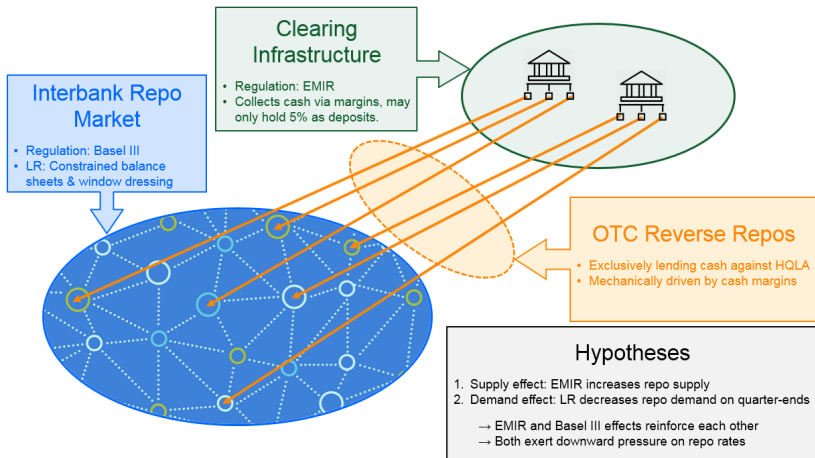 Clearing
Infrastructure
• Regulation: EMIR
• Collects cash via margins, may
only hold 5% as deposits.
Interbank Repo
Market
• Regulation: Basel III
• LR: Constrained balance
sheets & window dressing
OTC Reverse Repos
• Exclusively lending cash against HQLA
• Mechanically driven by cash margins
Hypotheses
1. Supply effect: EMIR increases repo supply
2. Demand effect: LR decreases repo demand on quarter-ends
→ EMIR and Basel III effects reinforce each other
→ Both exert downward pressure on repo rates